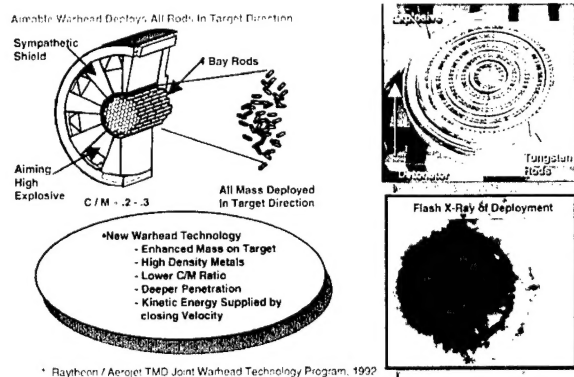 Aimable Warhead Deploys All Rods In Target Direction
Sympathetic
Shield
4 Bay Rods
Aiming
High
Explosive
C / M - .2 - .3
All Mass Deployed
In Target Direction
•New Warhead Technology
- Enhanced Mass on Target
- High Density Metals
- Lower C/M Ratio
- Deeper Penetration
- Kinetic Energy Supplied by
closing Velocity
* Raytheon / Aerojet TMD Joint Warhead Technology Program, 1992
Explosive
Detonator
Tungsten
Rods
Flash X-Ray of Deployment